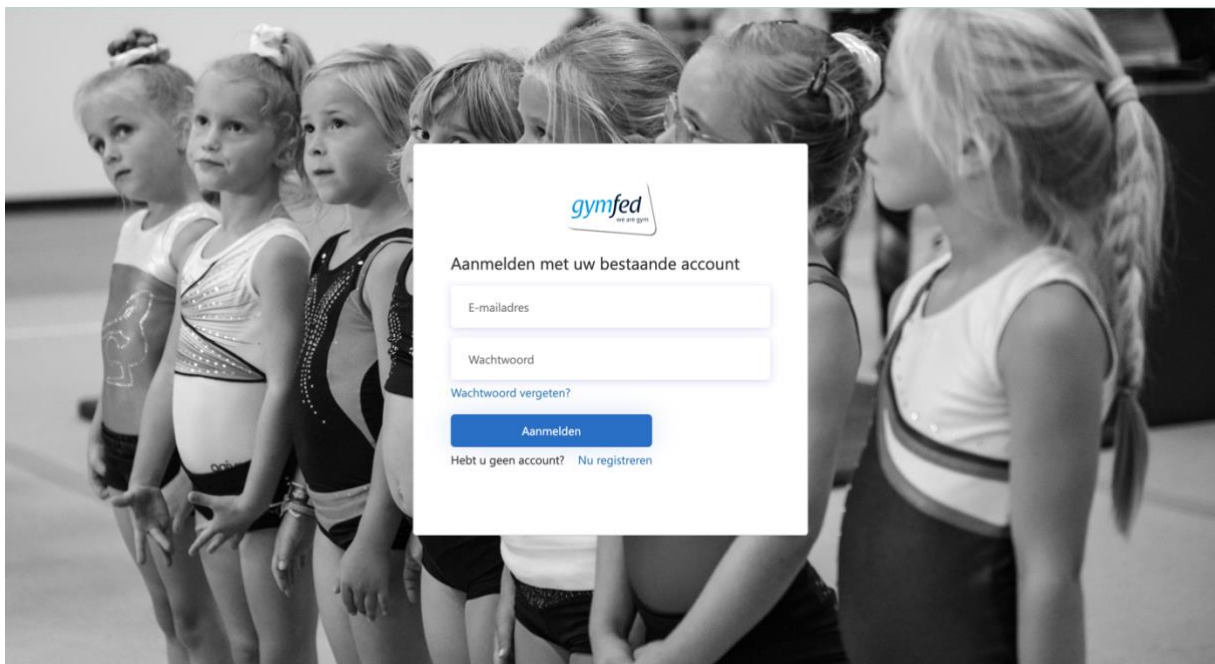 gymfed
we are gym
Aanmelden met uw bestaande account
E-mailadres
Wachtwoord
Wachtwoord vergeten?
Aanmelden
Hebt u geen account? Nu registreren